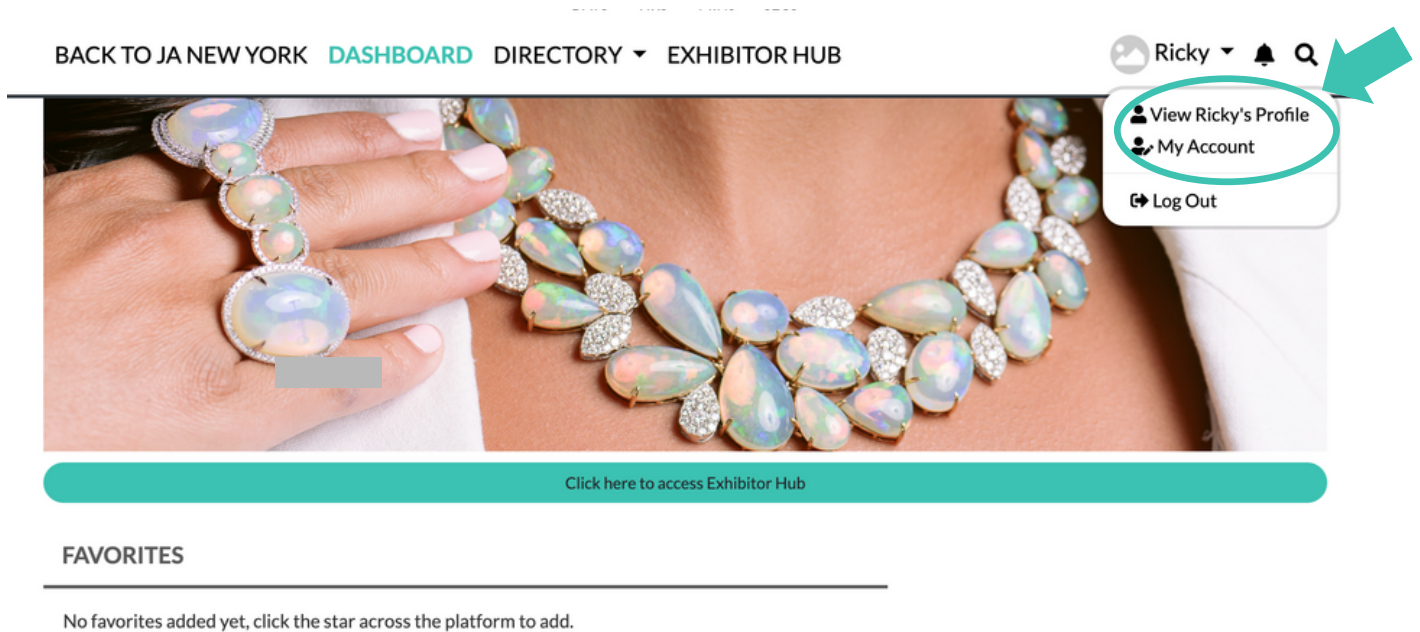 BACK TO JA NEW YORK DASHBOARD DIRECTORY EXHIBITOR HUB Ricky
View Ricky's Profile
My Account
Log Out
Click here to access Exhibitor Hub
FAVORITES
No favorites added yet, click the star across the platform to add.